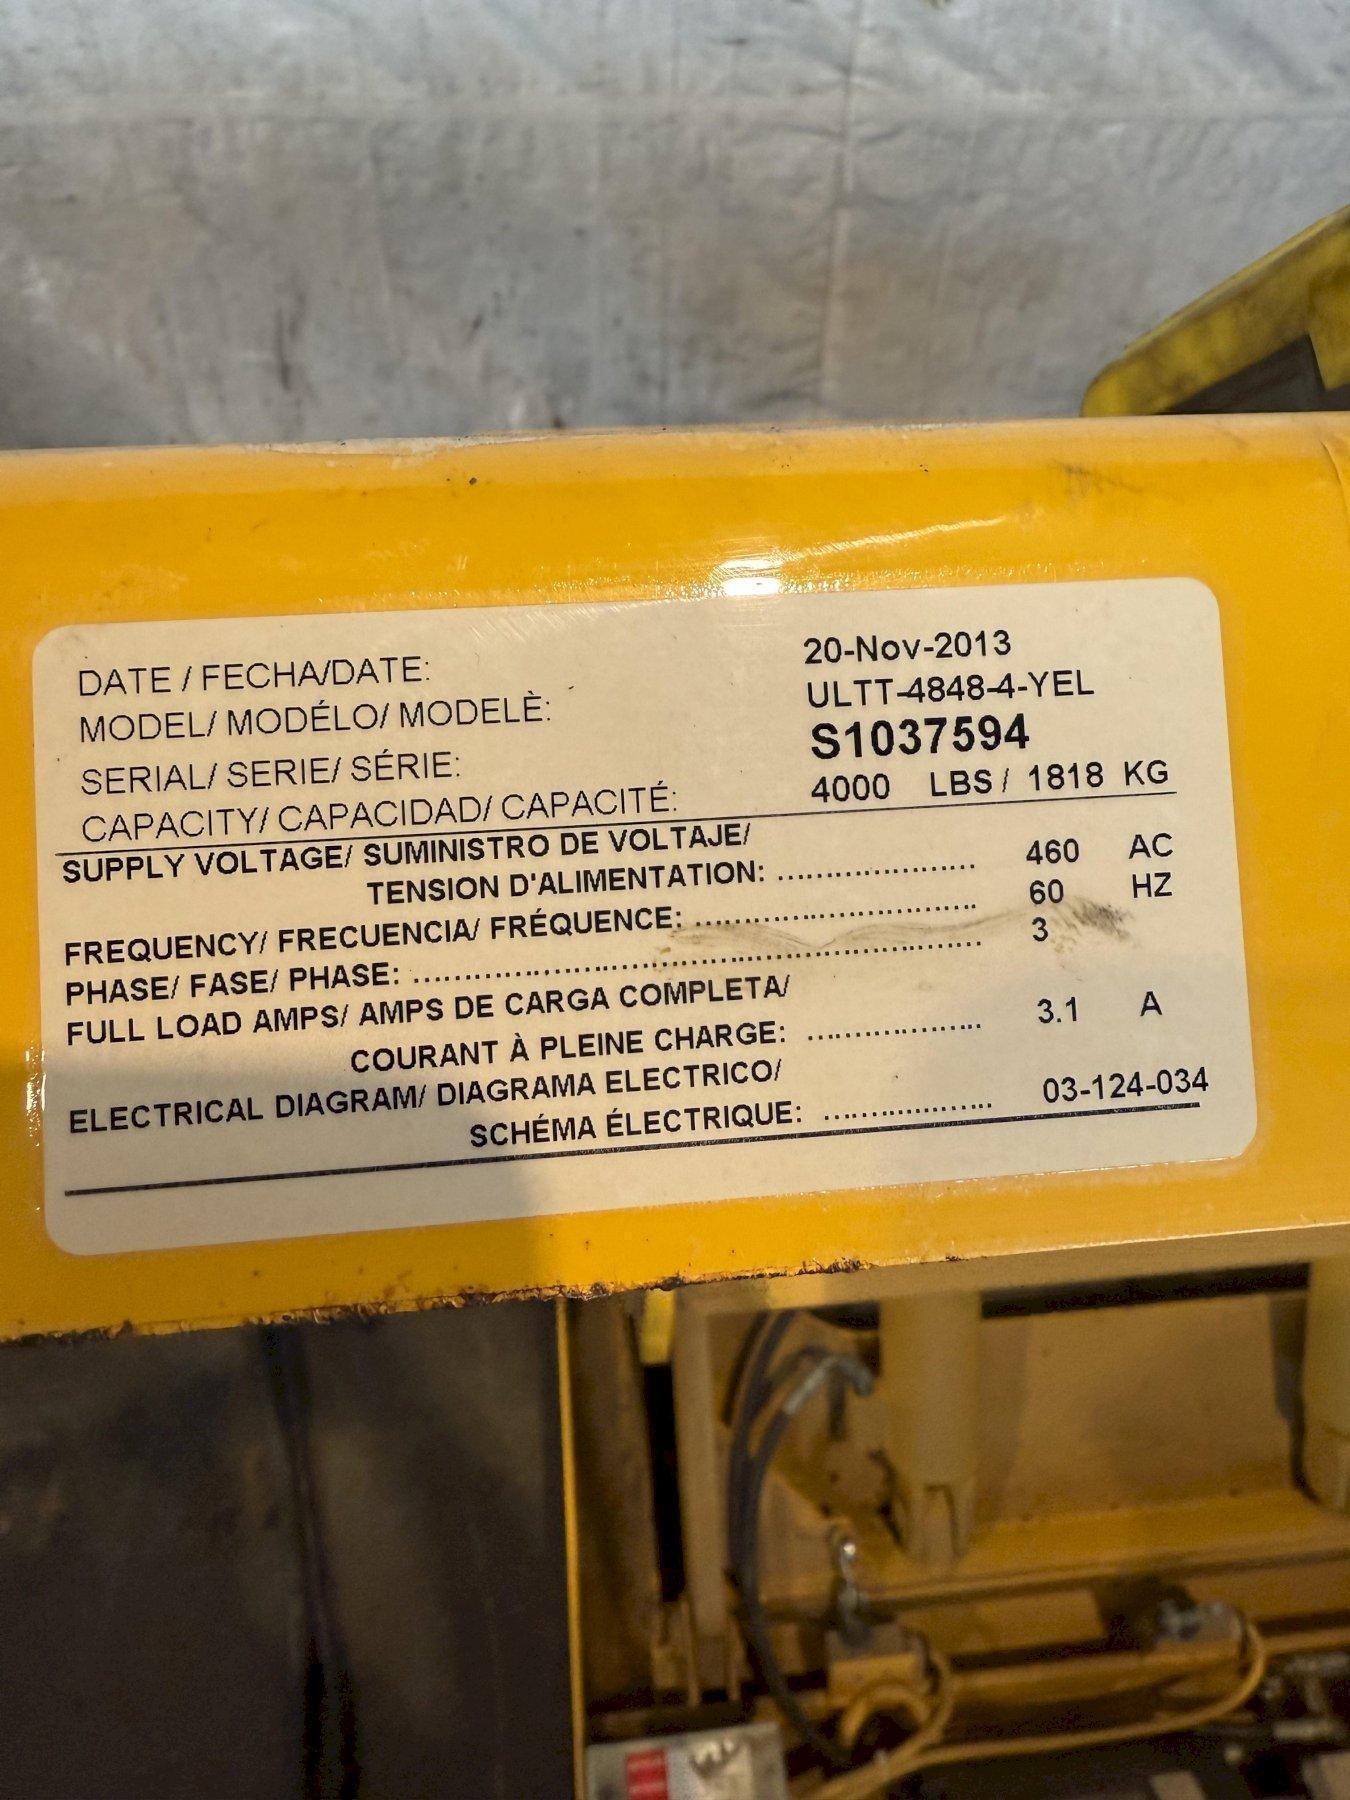 DATE / FECHA/DATE: 20-Nov-2013
MODEL/ MODÉLO/ MODELÈ: ULTT-4848-4-YEL
SERIAL/ SERIE/ SÉRIE: S1037594
CAPACITY/ CAPACIDAD/ CAPACITÉ: 4000 LBS / 1818 KG
SUPPLY VOLTAGE/ SUMINISTRO DE VOLTAJE/
TENSION D'ALIMENTATION: ..................... 460 AC
FREQUENCY/ FRECUENCIA/ FRÉQUENCE: .............................. 60 HZ
PHASE/ FASE/ PHASE: ............................................................ 3
FULL LOAD AMPS/ AMPS DE CARGA COMPLETA/
COURANT À PLEINE CHARGE: ................... 3.1 A
ELECTRICAL DIAGRAM/ DIAGRAMA ELECTRICO/
SCHÉMA ÉLECTRIQUE: .................. 03-124-034